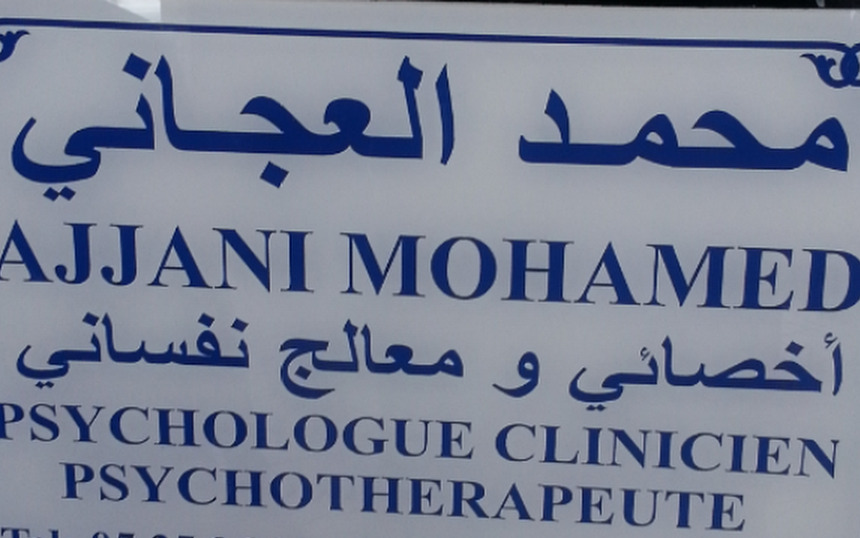 محمد العجاني
AJJANI MOHAMED
أخصائي و معالج نفساني
PSYCHOLOGUE CLINICIEN
PSYCHOTHERAPEUTE